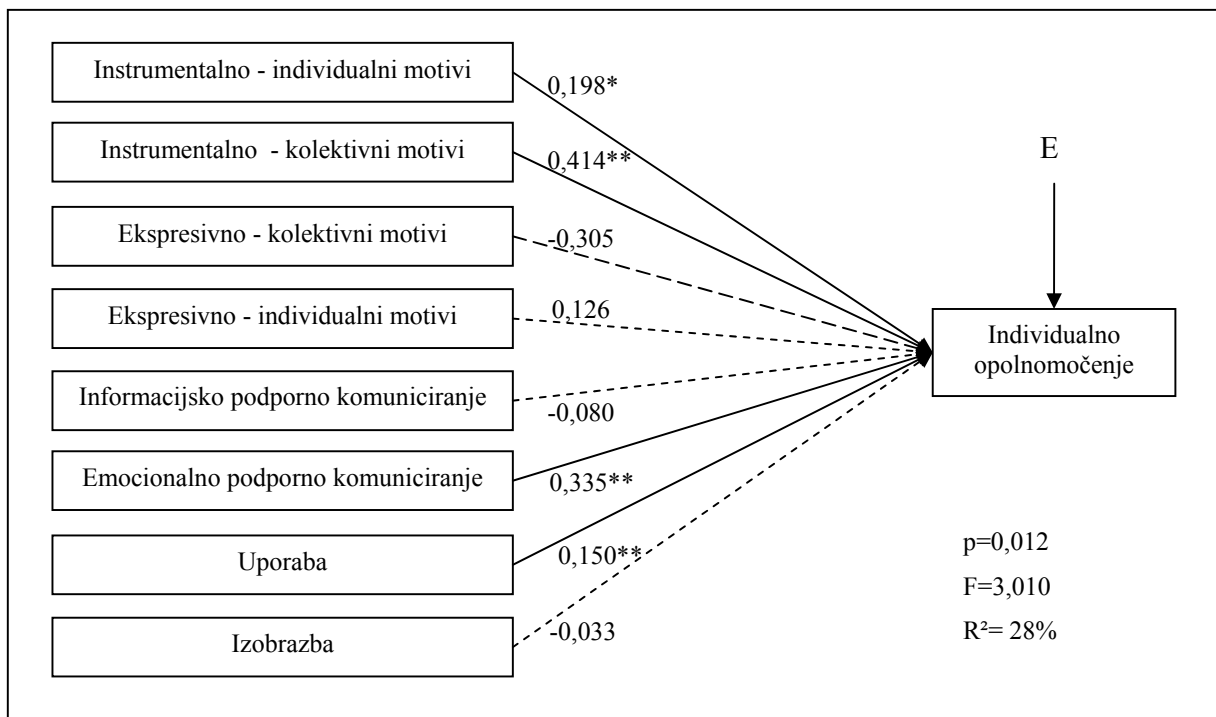 Instrumentalno - individualni motivi
0,198*
Instrumentalno - kolektivni motivi
0,414**
E
Ekspresivno - kolektivni motivi
-0,305
Ekspresivno - individualni motivi
0,126
Individualno
opolnomočenje
Informacijsko podporno komuniciranje
-0,080
Emocionalno podporno komuniciranje
0,335**
Uporaba
0,150**
p=0,012
F=3,010
R²= 28%
Izobrazba
-0,033